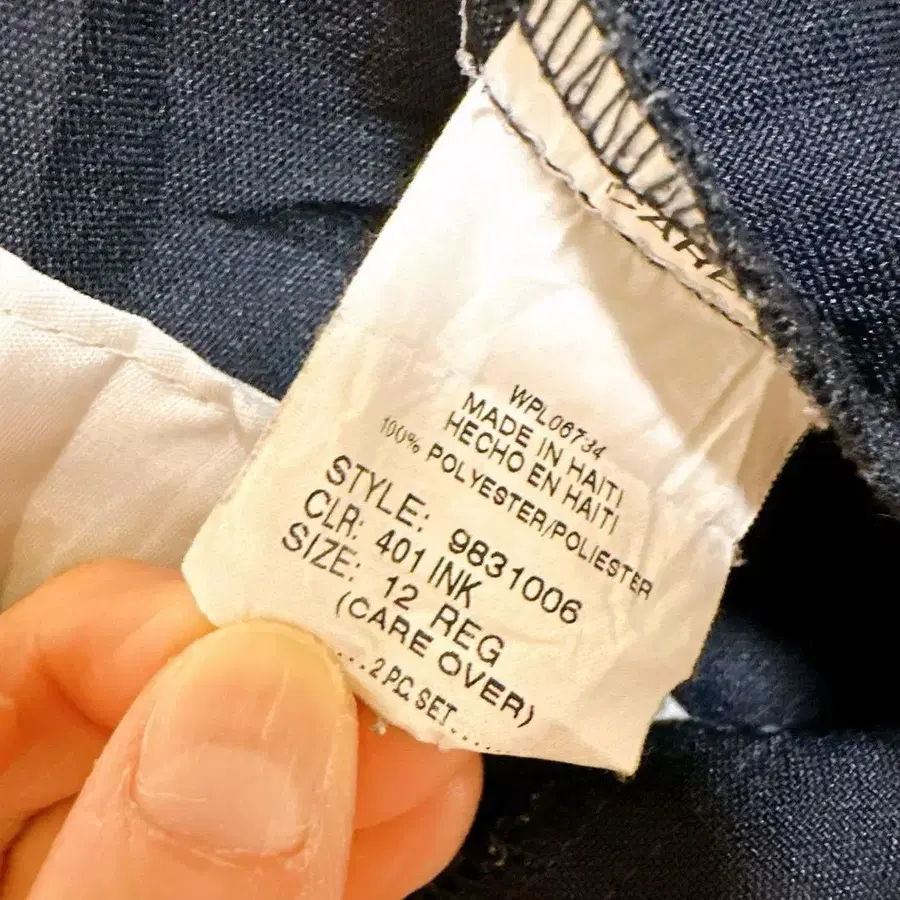 WPL06734
MADE IN HAITI
HECHO EN HAITI
100% POLYESTER/POLIESTER
STYLE: 9831006
CLR: 401 INK
SIZE: 12 REG
(CARE OVER)
....2 PC. SET.....